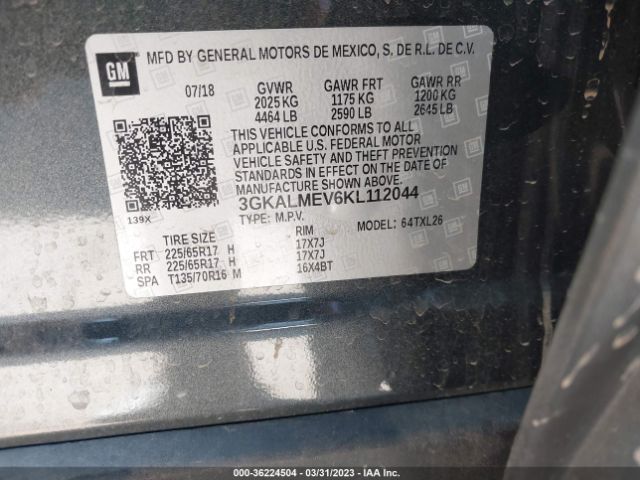 GM
MFD BY GENERAL MOTORS DE MEXICO, S. DE R.L. DE C.V.
07/18 GVWR GAWR FRT GAWR RR
2025 KG 1175 KG 1200 KG
4464 LB 2590 LB 2645 LB
THIS VEHICLE CONFORMS TO ALL
APPLICABLE U.S. FEDERAL MOTOR
VEHICLE SAFETY AND THEFT PREVENTION
STANDARDS IN EFFECT ON THE DATE OF
MANUFACTURE SHOWN ABOVE.
139X
3GKALMEV6KL112044
TYPE: M.P.V. MODEL: 64TXL26
TIRE SIZE RIM
FRT 225/65R17 H 17X7J
RR 225/65R17 H 17X7J
SPA T135/70R16 M 16X4BT
000-36224504 - 03/31/2023 - IAA Inc.